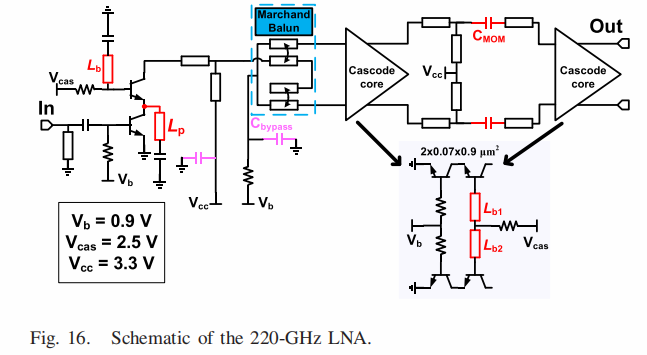 Marchand
Balun
Out
L_b
C_MOM
V_cas
Cascode
core
V_cc
Cascode
core
In
L_p
C_bypass
2x0.07x0.9 μm²
V_b
V_cc
V_b
L_b1
V_b
L_b2
V_cas
V_b = 0.9 V
V_cas = 2.5 V
V_cc = 3.3 V
Fig. 16. Schematic of the 220-GHz LNA.